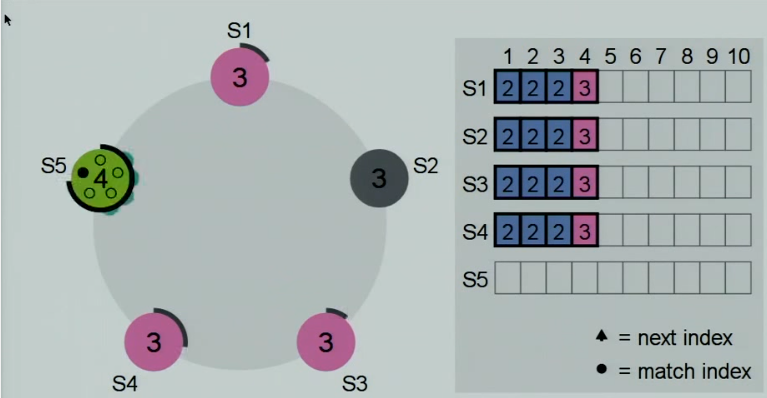 S1
3
S5
4
3
S2
3
S4
3
S3
1 2 3 4 5 6 7 8 9 10
S1 2 2 2 3
S2 2 2 2 3
S3 2 2 2 3
S4 2 2 2 3
S5
= next index
= match index